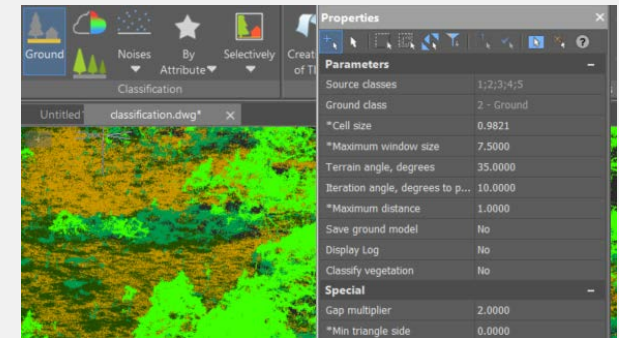 Ground
Noises
By Attribute
Selectively
Classification
Untitled
classification.dwg*
Properties
Parameters
Source classes 1;2;3;4;5
Ground class 2 - Ground
*Cell size 0.9821
*Maximum window size 7.5000
Terrain angle, degrees 35.0000
Iteration angle, degrees to p... 10.0000
*Maximum distance 1.0000
Save ground model No
Display Log No
Classify vegetation No
Special
Gap multiplier 2.0000
*Min triangle side 0.0000